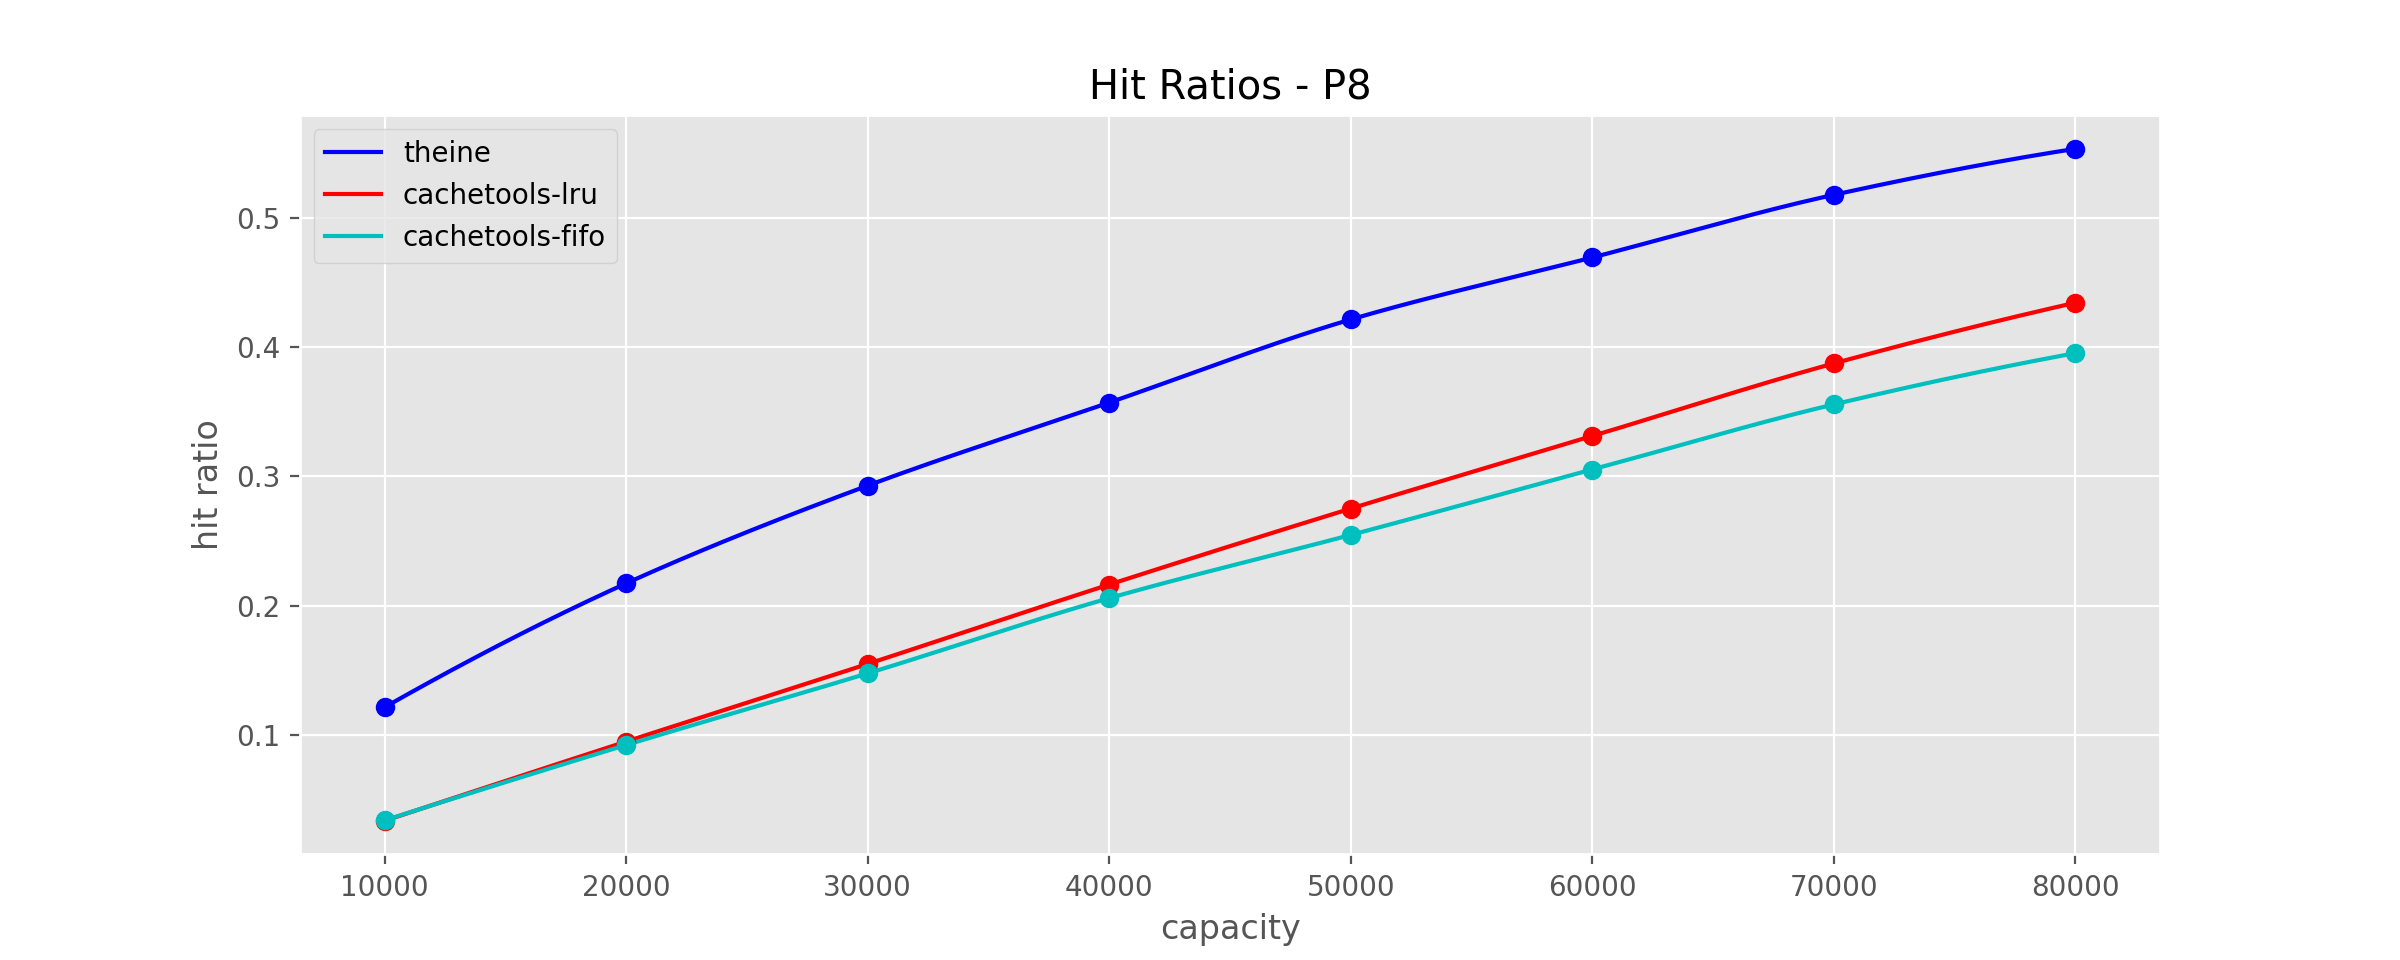 Hit Ratios - P8
theine
cachetools-lru
cachetools-fifo
0.5
0.4
0.3
0.2
0.1
hit ratio
10000 20000 30000 40000 50000 60000 70000 80000
capacity